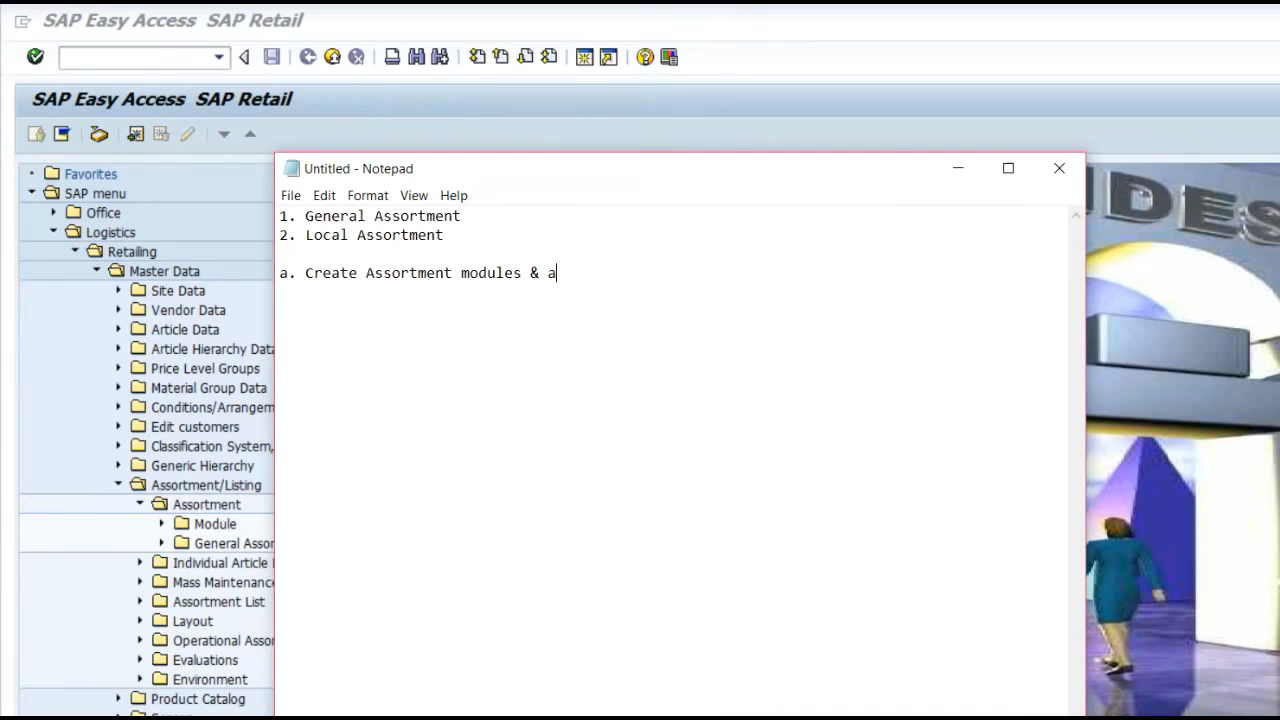 SAP Easy Access SAP Retail
SAP Easy Access SAP Retail
Favorites
SAP menu
Office
Logistics
Retailing
Master Data
Site Data
Vendor Data
Article Data
Article Hierarchy Data
Price Level Groups
Material Group Data
Conditions/Arrangem
Edit customers
Classification System,
Generic Hierarchy
Assortment/Listing
Assortment
Module
General Assor
Individual Article
Mass Maintenance
Assortment List
Layout
Operational Assor
Evaluations
Environment
Product Catalog
Untitled - Notepad
File Edit Format View Help
1. General Assortment
2. Local Assortment
a. Create Assortment modules & a
DES